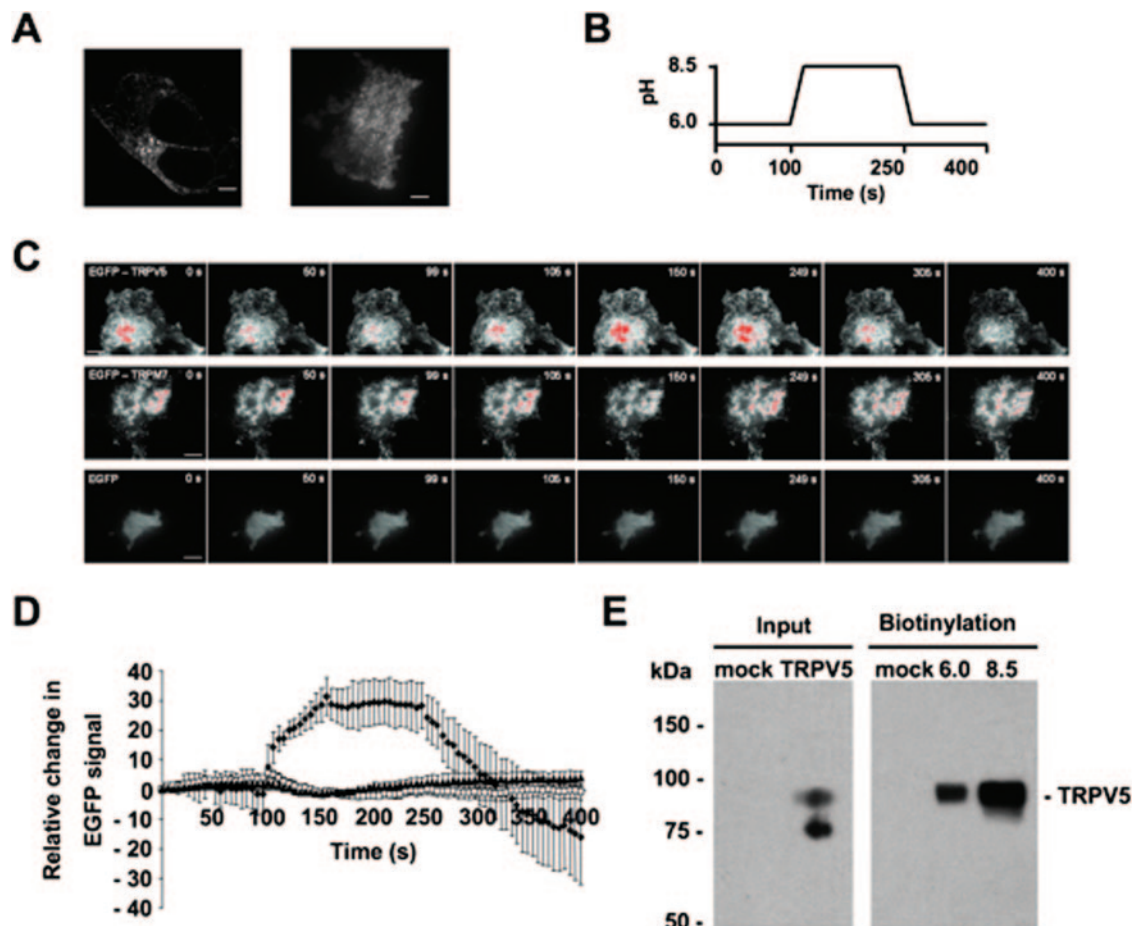 A
B
8.5
pH
6.0
0 100 250 400
Time (s)
C
EGFP – TRPV5 0 s 50 s 99 s 105 s 150 s 249 s 305 s 400 s
EGFP – TRPM7 0 s 50 s 99 s 105 s 150 s 249 s 305 s 400 s
EGFP 0 s 50 s 99 s 105 s 150 s 249 s 305 s 400 s
D
Relative change in
EGFP signal
40
30
20
10
0
- 10
- 20
- 30
- 40
50 100 150 200 250 300 350 400
Time (s)
E
Input Biotinylation
kDa mock TRPV5 mock 6.0 8.5
150 -
100 -
- TRPV5
75 -
50 -